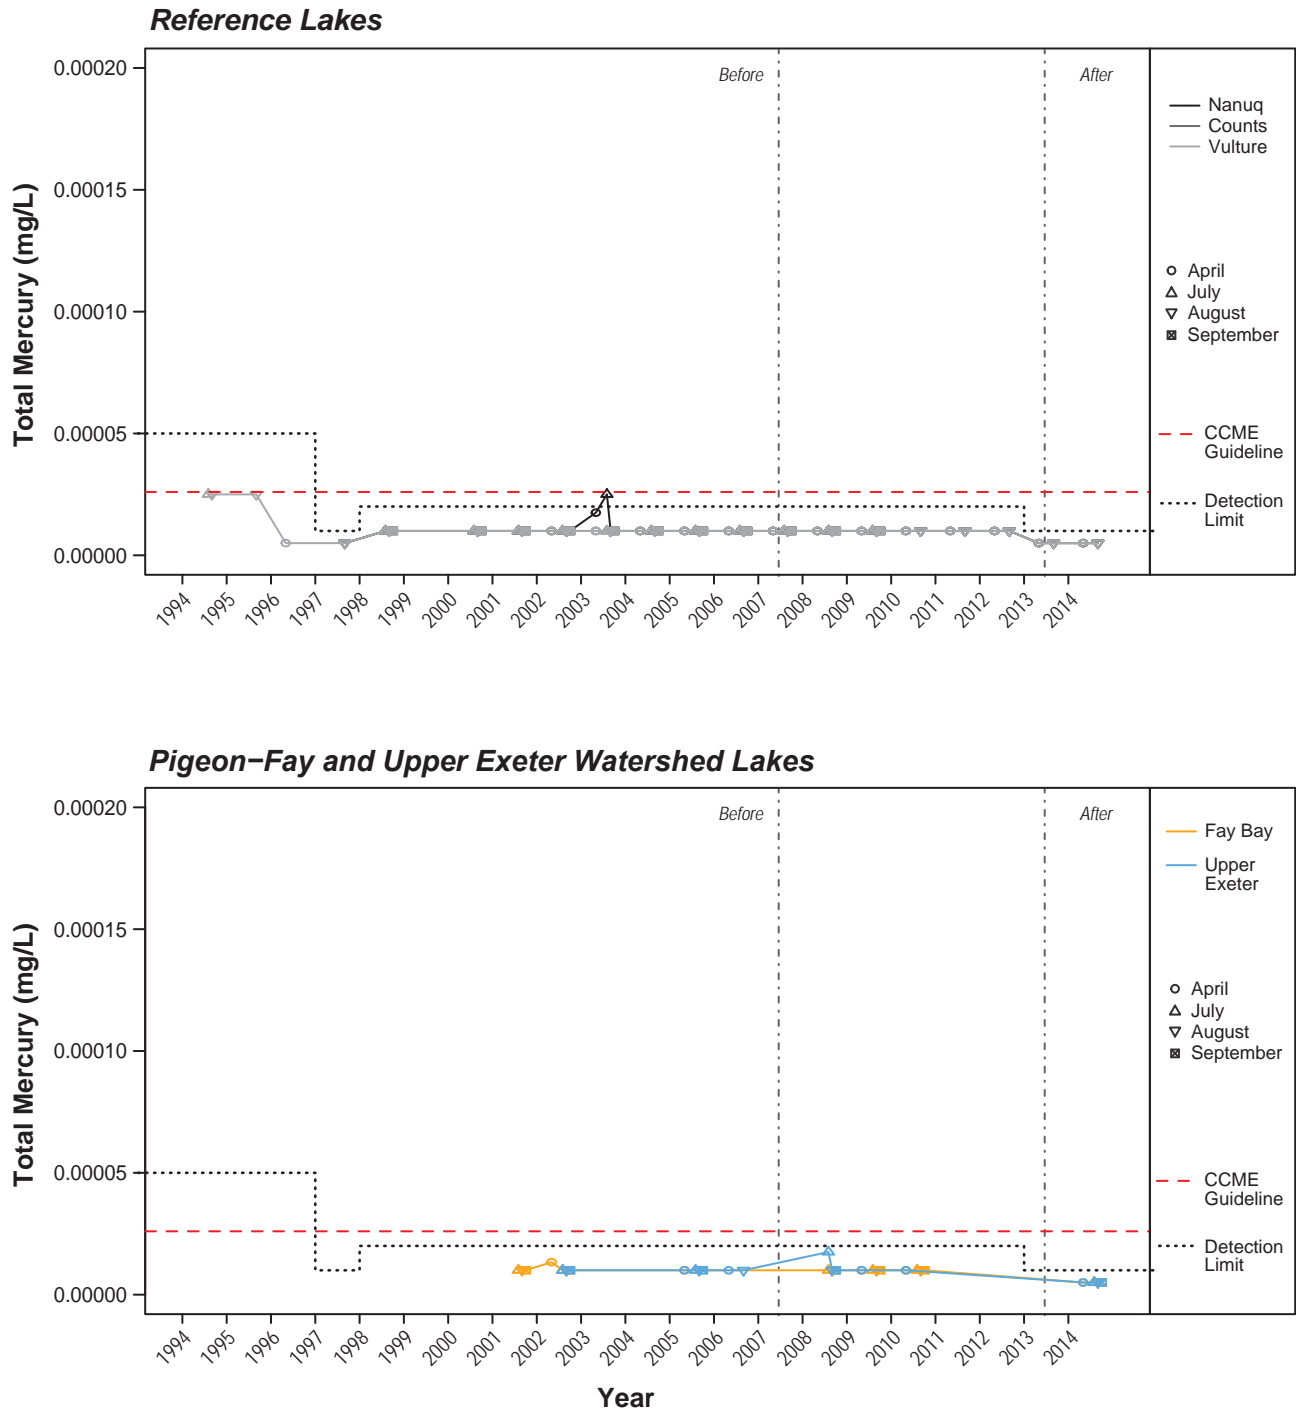 Reference Lakes
Total Mercury (mg/L)
0.00020
0.00015
0.00010
0.00005
0.00000
Before
After
Nanuq
Counts
Vulture
April
July
August
September
CCME
Guideline
Detection
Limit
1994
1995
1996
1997
1998
1999
2000
2001
2002
2003
2004
2005
2006
2007
2008
2009
2010
2011
2012
2013
2014
Pigeon−Fay and Upper Exeter Watershed Lakes
Total Mercury (mg/L)
0.00020
0.00015
0.00010
0.00005
0.00000
Before
After
Fay Bay
Upper
Exeter
April
July
August
September
CCME
Guideline
Detection
Limit
1994
1995
1996
1997
1998
1999
2000
2001
2002
2003
2004
2005
2006
2007
2008
2009
2010
2011
2012
2013
2014
Year